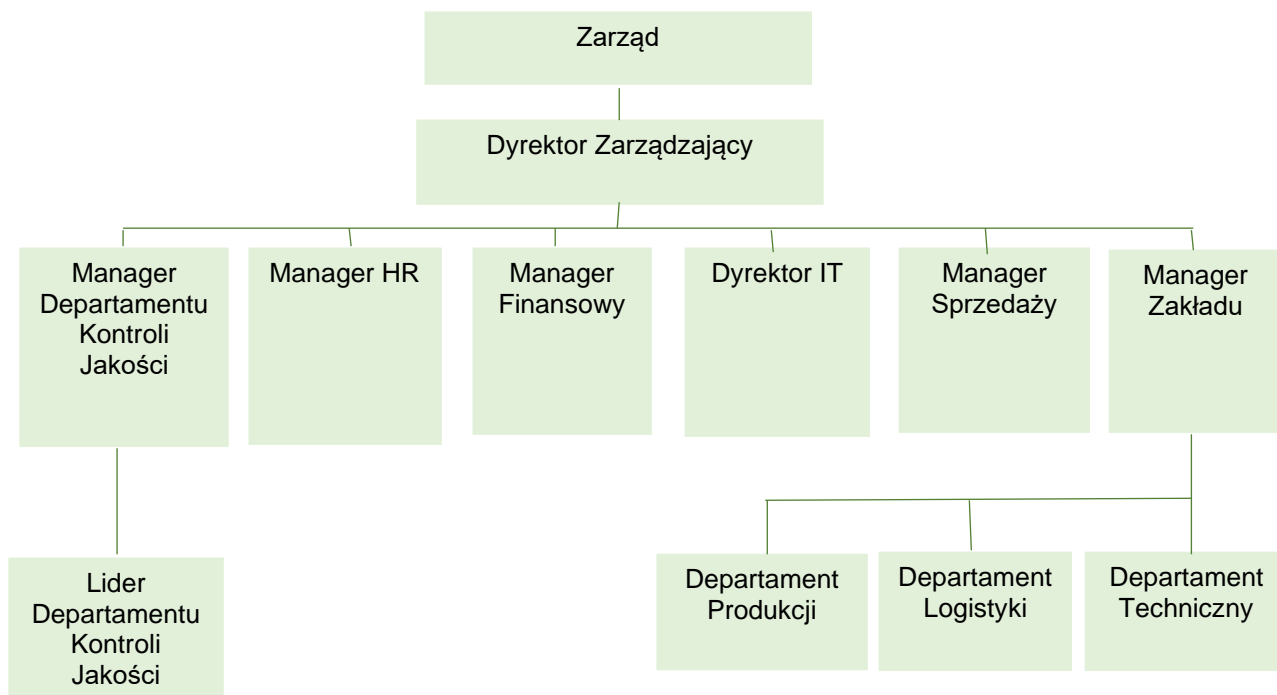 Zarząd
Dyrektor Zarządzający
Manager
Departamentu
Kontroli
Jakości
Manager HR
Manager
Finansowy
Dyrektor IT
Manager
Sprzedaży
Manager
Zakładu
Lider
Departamentu
Kontroli
Jakości
Departament
Produkcji
Departament
Logistyki
Departament
Techniczny